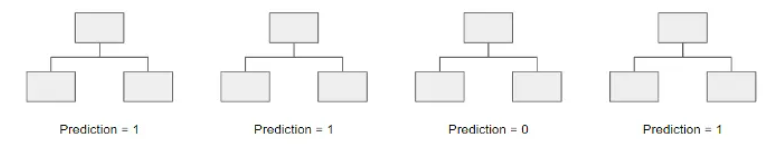 Prediction = 1
Prediction = 1
Prediction = 0
Prediction = 1